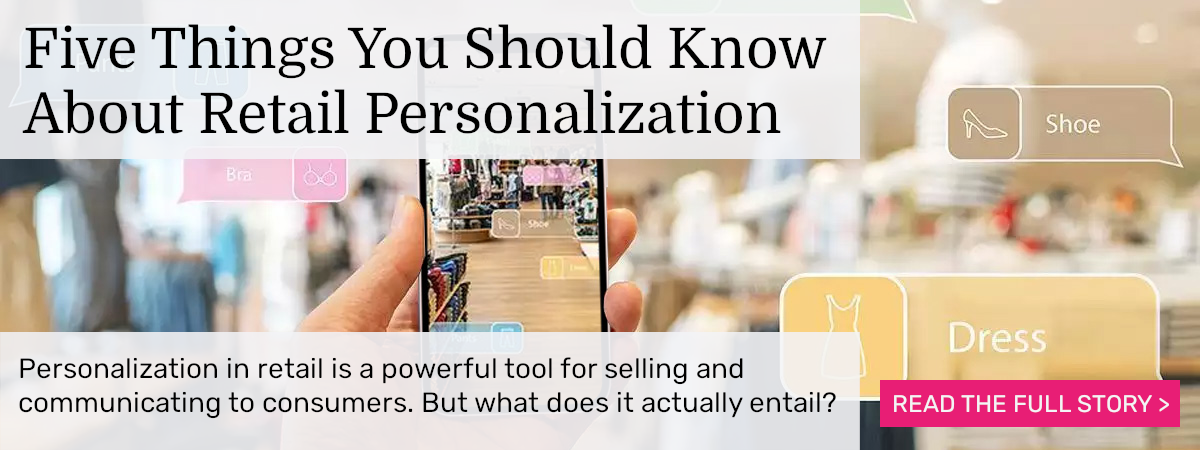 Five Things You Should Know
About Retail Personalization
Shoe
Bra
Shoe
Dress
Personalization in retail is a powerful tool for selling and
communicating to consumers. But what does it actually entail?
READ THE FULL STORY >